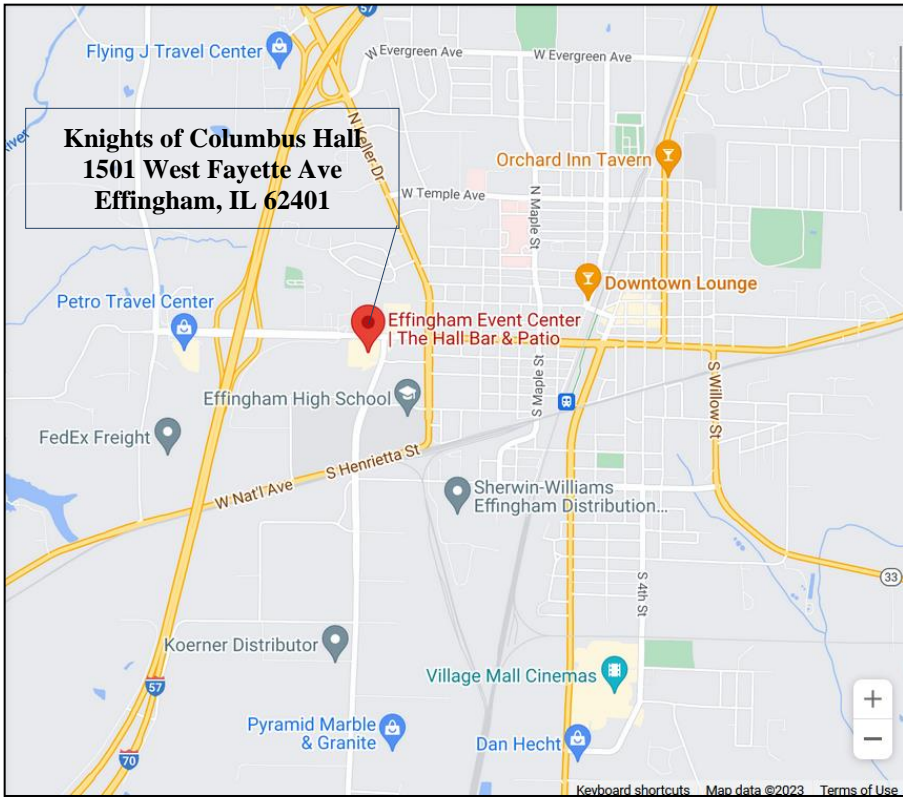 57
Flying J Travel Center
W Evergreen Ave
W Evergreen Ave
Knights of Columbus Hall
1501 West Fayette Ave
Effingham, IL 62401
N Keller Dr
Orchard Inn Tavern
W Temple Ave
N Maple St
Petro Travel Center
Downtown Lounge
Effingham Event Center
| The Hall Bar & Patio
S Maple St
S Willow St
Effingham High School
FedEx Freight
S Henrietta St
W Nat'l Ave
Sherwin-Williams
Effingham Distribution...
33
S 4th St
Koerner Distributor
Village Mall Cinemas
57
Pyramid Marble
& Granite
Dan Hecht
70
+
−
Keyboard shortcuts Map data ©2023 Terms of Use